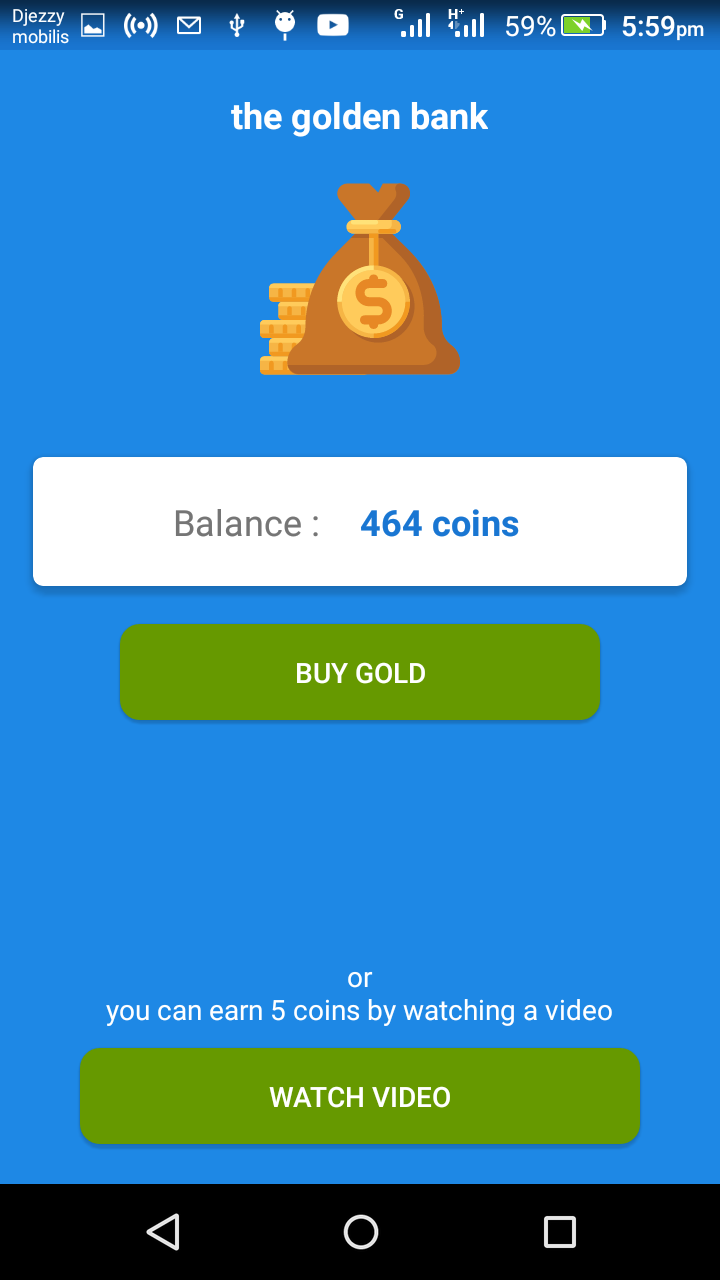 Djezzy
mobilis
G
H+
59%
5:59pm
the golden bank
$
Balance : 464 coins
BUY GOLD
or
you can earn 5 coins by watching a video
WATCH VIDEO